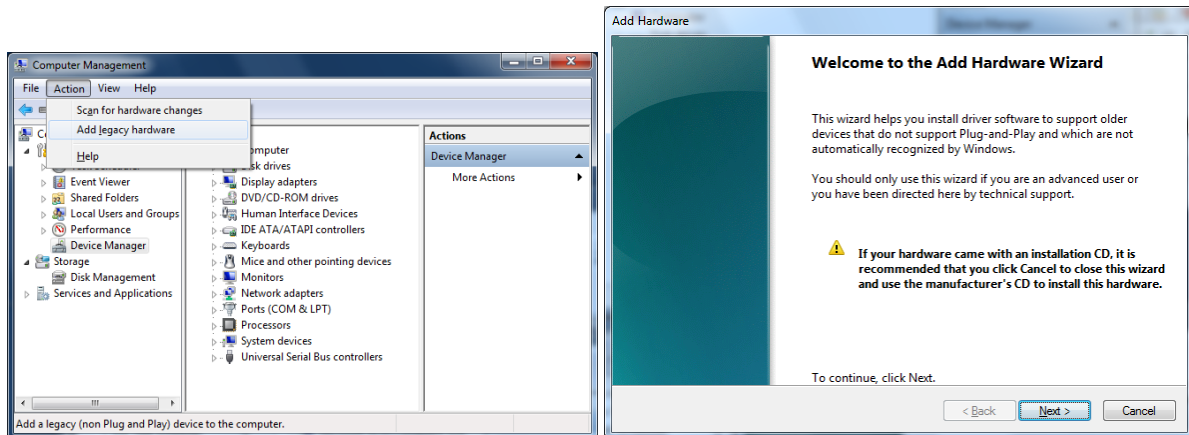 Computer Management
File Action View Help
Scan for hardware changes
Add legacy hardware
Help
Event Viewer
Shared Folders
Local Users and Groups
Performance
Device Manager
Storage
Disk Management
Services and Applications
omputer
sk drives
Display adapters
DVD/CD-ROM drives
Human Interface Devices
IDE ATA/ATAPI controllers
Keyboards
Mice and other pointing devices
Monitors
Network adapters
Ports (COM & LPT)
Processors
System devices
Universal Serial Bus controllers
Actions
Device Manager
More Actions
Add a legacy (non Plug and Play) device to the computer.
Add Hardware
Welcome to the Add Hardware Wizard
This wizard helps you install driver software to support older
devices that do not support Plug-and-Play and which are not
automatically recognized by Windows.
You should only use this wizard if you are an advanced user or
you have been directed here by technical support.
If your hardware came with an installation CD, it is
recommended that you click Cancel to close this wizard
and use the manufacturer's CD to install this hardware.
To continue, click Next.
< Back Next > Cancel